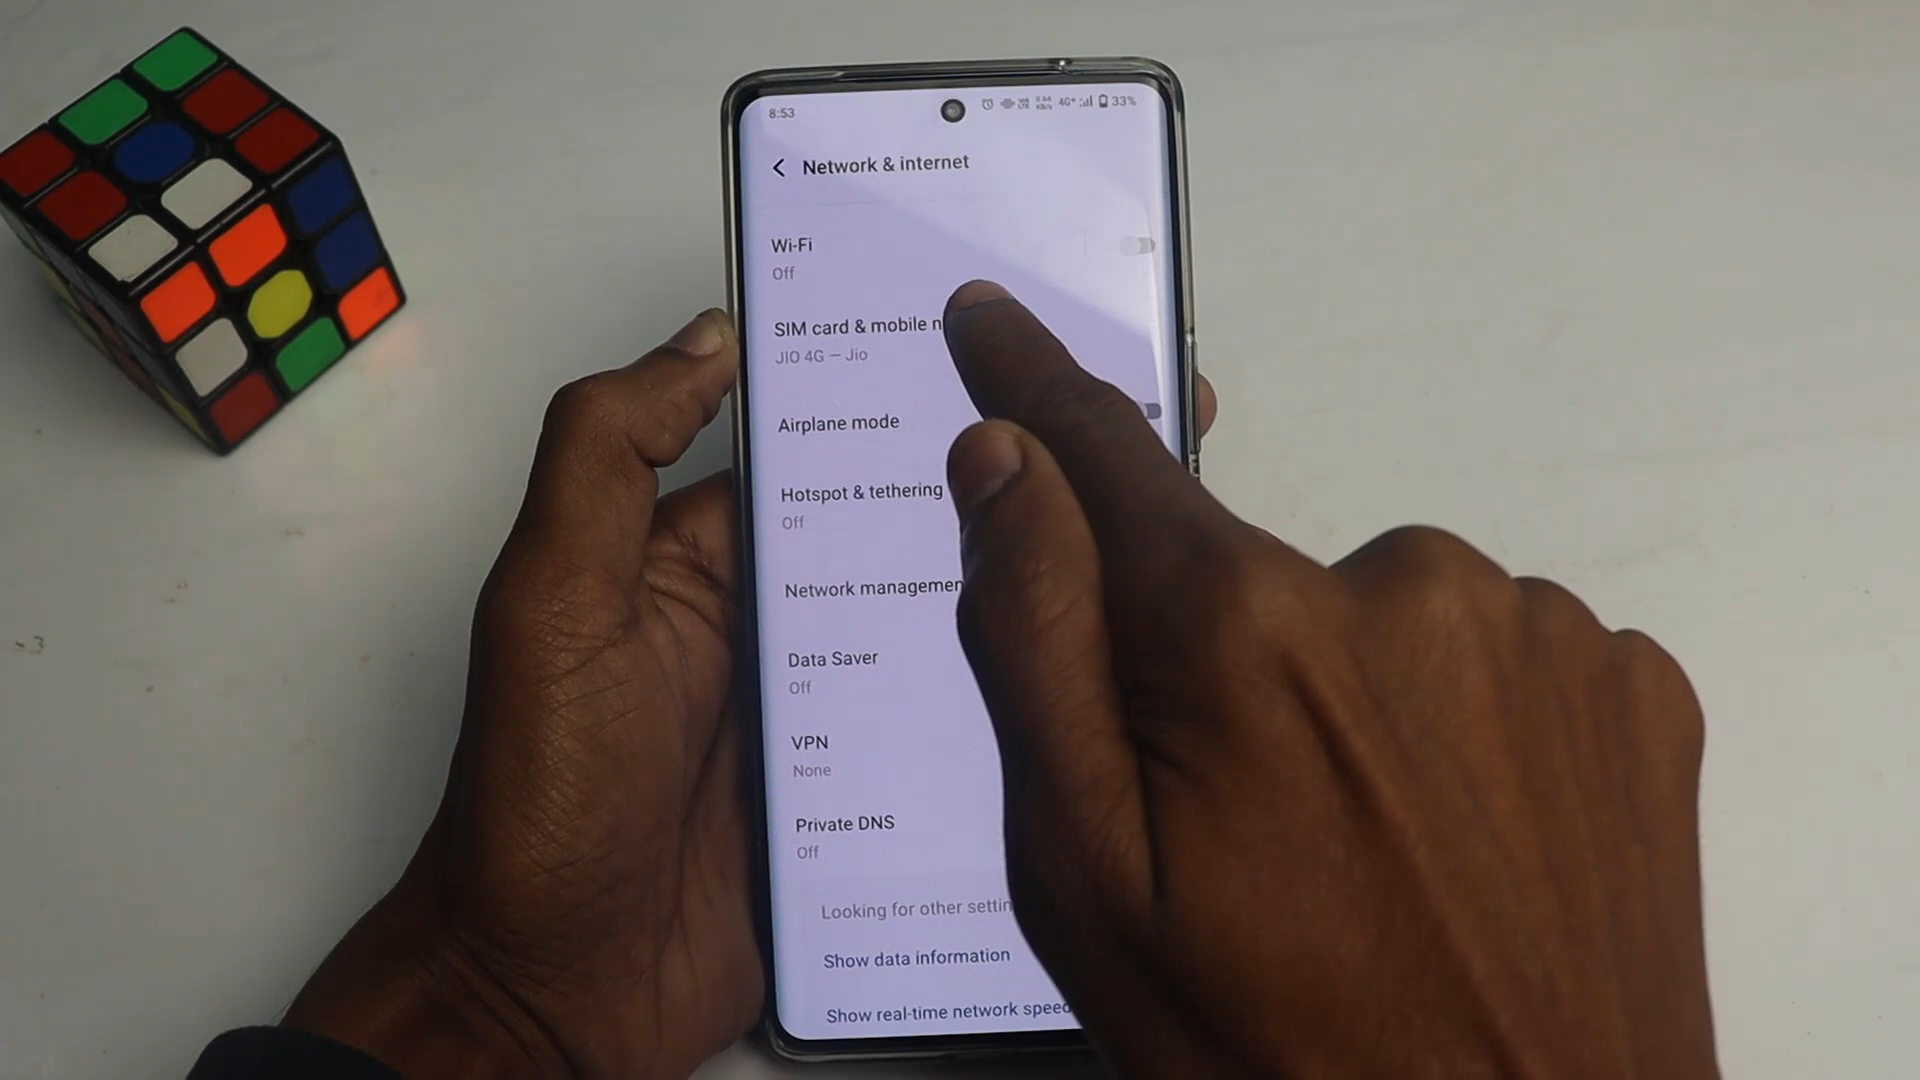 8:53
4G+ 33%
Network & internet
Wi-Fi
Off
SIM card & mobile n
JIO 4G — Jio
Airplane mode
Hotspot & tethering
Off
Network managemen
Data Saver
Off
VPN
None
Private DNS
Off
Looking for other settin
Show data information
Show real-time network speed